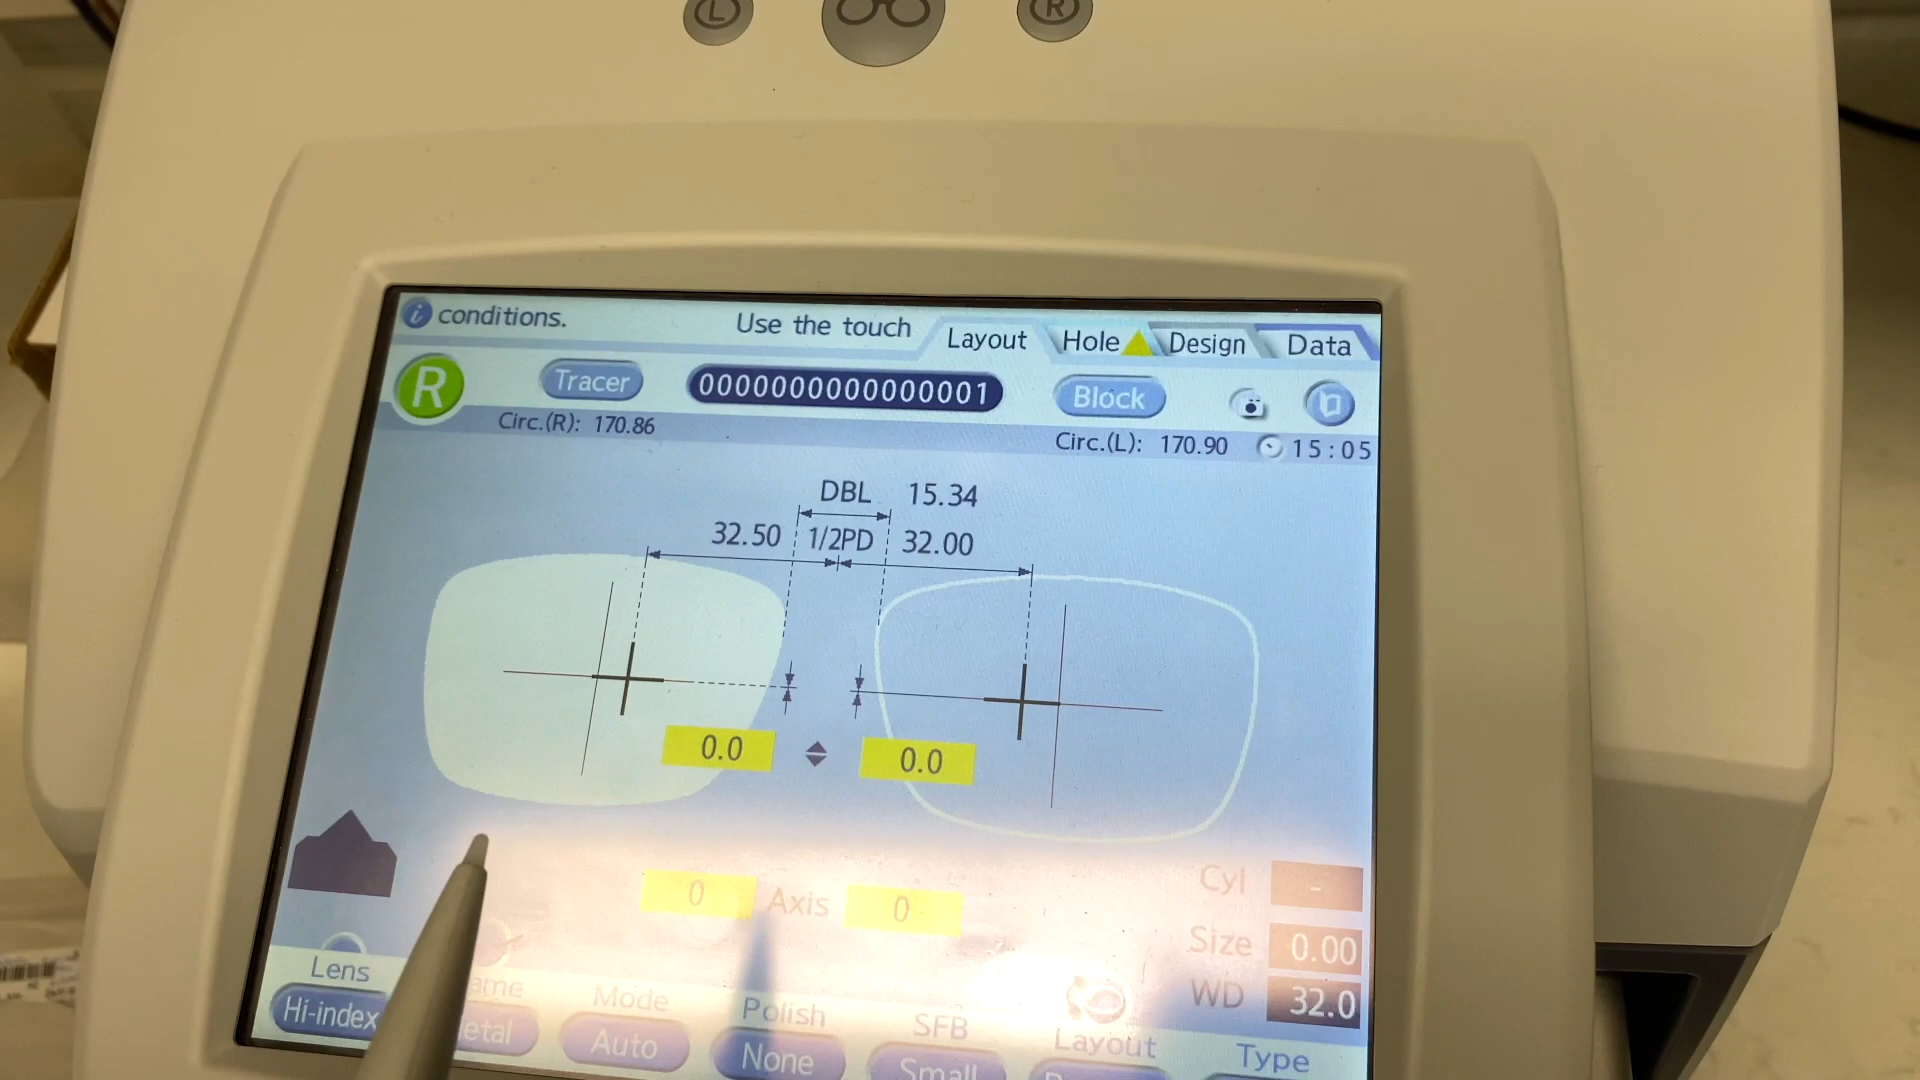 L
R
conditions.
Use the touch
Layout
Hole
Design
Data
R
Tracer
0000000000000001
Block
Circ.(R): 170.86
Circ.(L): 170.90
15:05
DBL 15.34
32.50 1/2PD 32.00
0.0
0.0
0 Axis 0
Cyl -
Size 0.00
WD 32.0
Lens
ame
Mode
Polish
SFB
Layout
Type
Hi-index
etal
Auto
None
Small